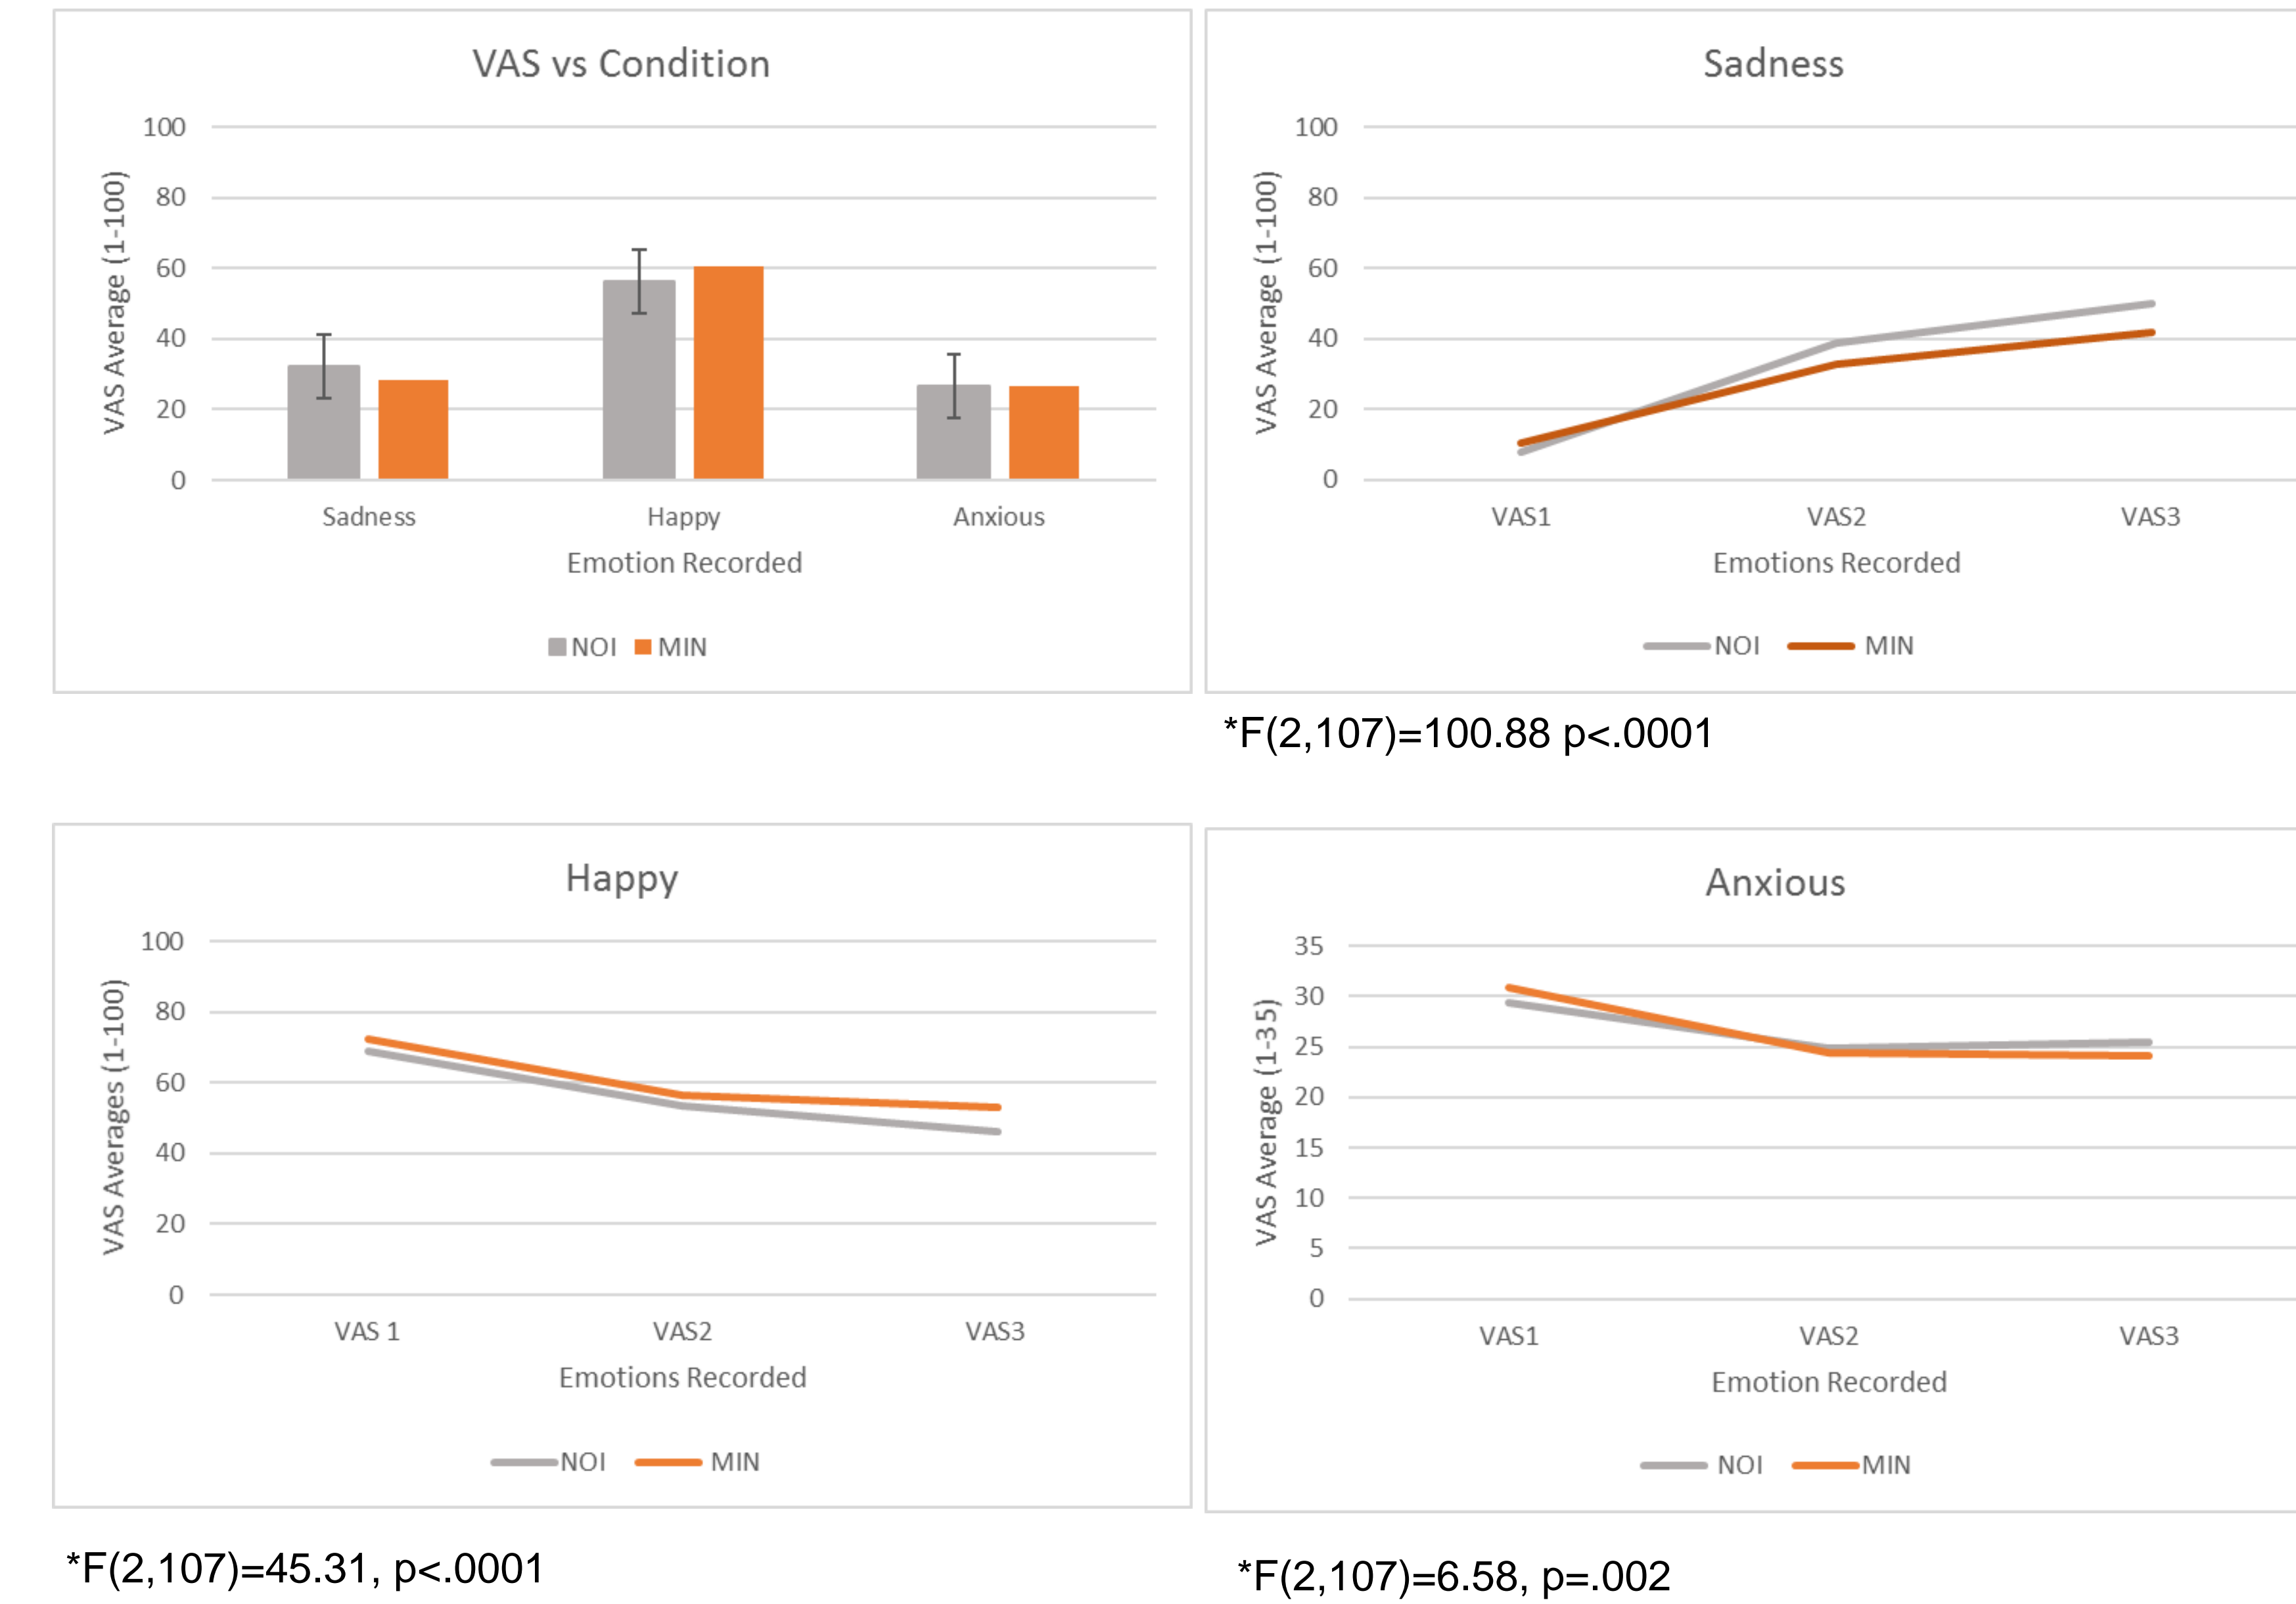 VAS vs Condition
VAS Average (1-100)
100
80
60
40
20
0
Sadness Happy Anxious
Emotion Recorded
NOI MIN
Sadness
VAS Average (1-100)
100
80
60
40
20
0
VAS1 VAS2 VAS3
Emotions Recorded
NOI MIN
*F(2,107)=100.88 p<.0001
Happy
VAS Averages (1-100)
100
80
60
40
20
0
VAS 1 VAS2 VAS3
Emotions Recorded
NOI MIN
*F(2,107)=45.31, p<.0001
Anxious
VAS Average (1-35)
35
30
25
20
15
10
5
0
VAS1 VAS2 VAS3
Emotion Recorded
NOI MIN
*F(2,107)=6.58, p=.002